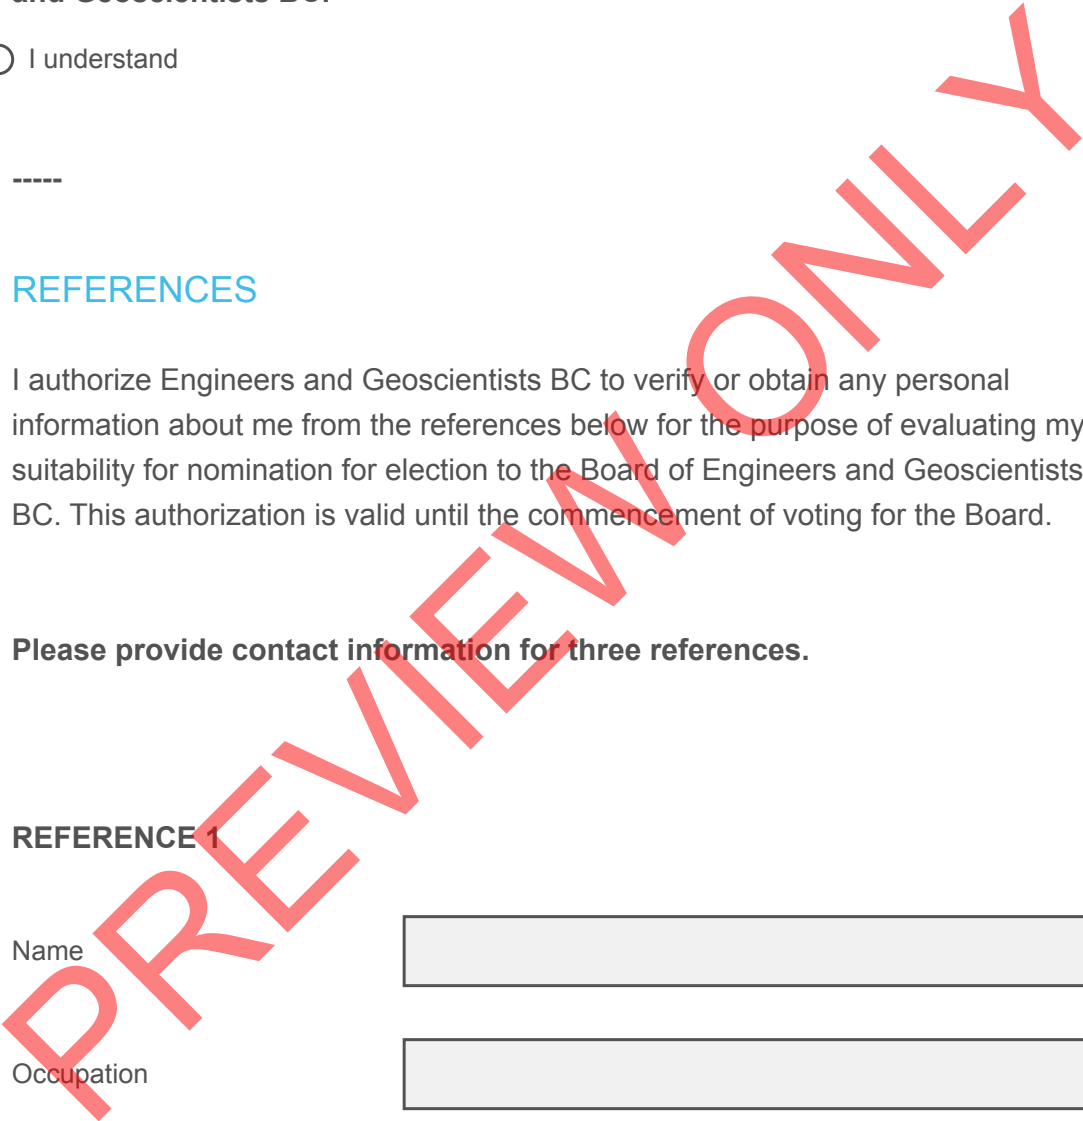 and Geoscientists BC.
I understand
-----
REFERENCES
I authorize Engineers and Geoscientists BC to verify or obtain any personal
information about me from the references below for the purpose of evaluating my
suitability for nomination for election to the Board of Engineers and Geoscientists
BC. This authorization is valid until the commencement of voting for the Board.
Please provide contact information for three references.
REFERENCE 1
Name
Occupation
PREVIEW ONLY